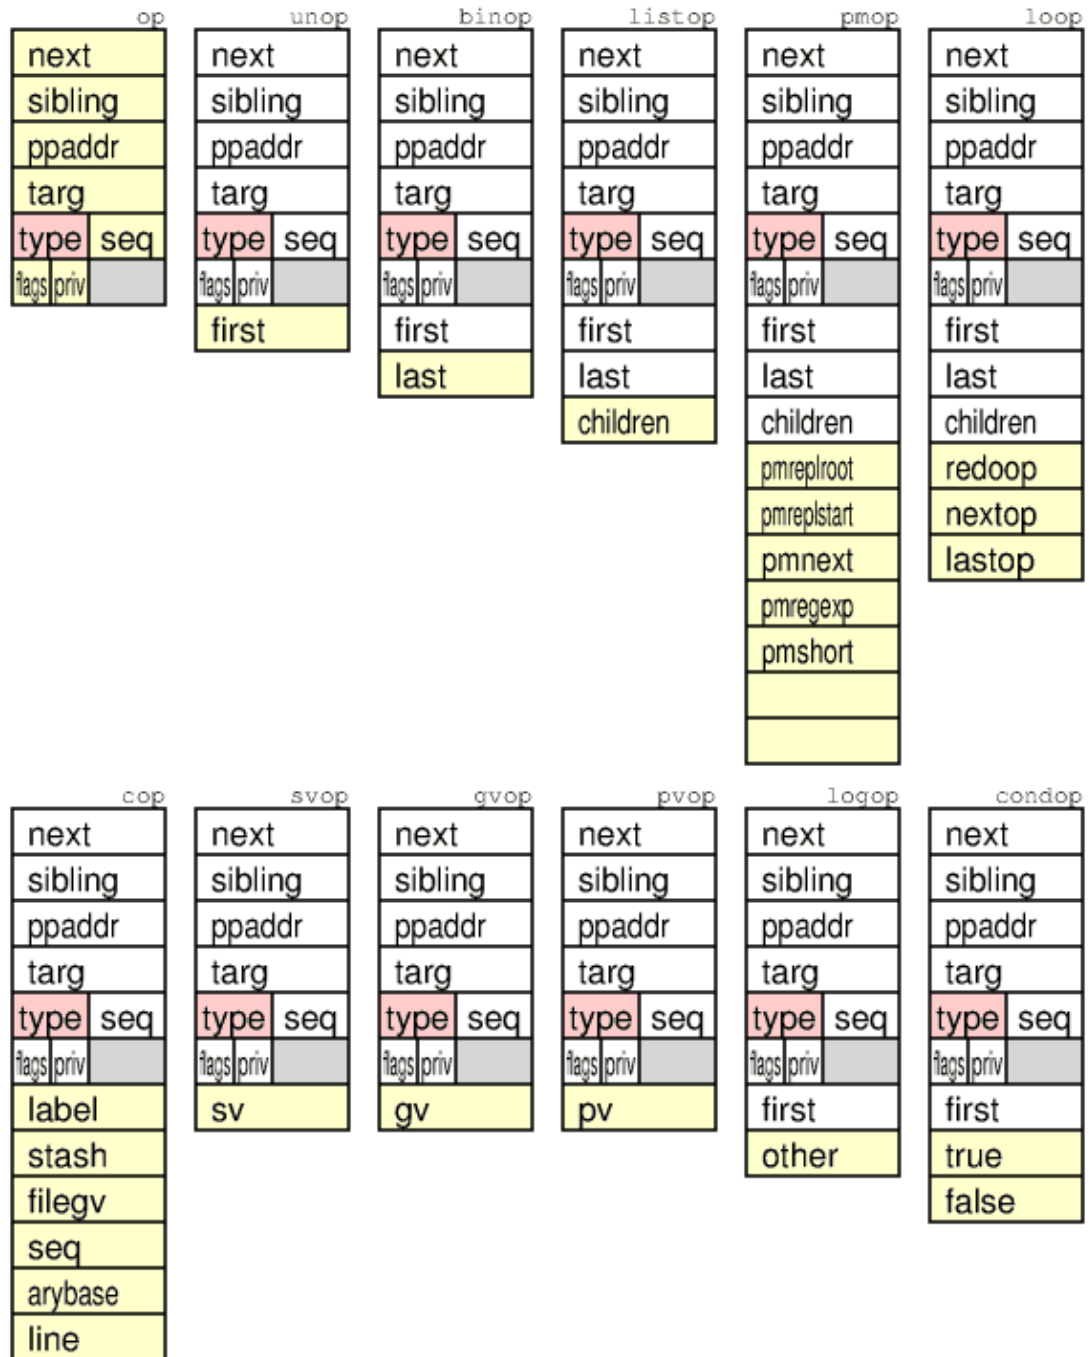 op unop binop listop pmop loop
next next next next next next
sibling sibling sibling sibling sibling sibling
ppaddr ppaddr ppaddr ppaddr ppaddr ppaddr
targ targ targ targ targ targ
type seq type seq type seq type seq type seq type seq
flags priv flags priv flags priv flags priv flags priv flags priv
first first first first first
last last last last
children children children
pmreplroot redoop
pmreplstart nextop
pmnext lastop
pmregexp
pmshort
cop svop gvop pvop logop condop
next next next next next next
sibling sibling sibling sibling sibling sibling
ppaddr ppaddr ppaddr ppaddr ppaddr ppaddr
targ targ targ targ targ targ
type seq type seq type seq type seq type seq type seq
flags priv flags priv flags priv flags priv flags priv flags priv
label sv gv pv first first
stash other true
filegv false
seq
arybase
line